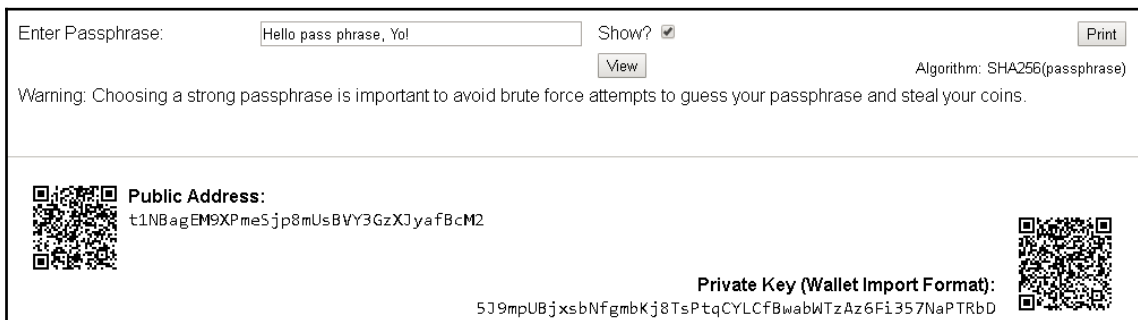 Enter Passphrase: Hello pass phrase, Yo! Show? Print
View Algorithm: SHA256(passphrase)
Warning: Choosing a strong passphrase is important to avoid brute force attempts to guess your passphrase and steal your coins.
Public Address:
t1NBagEM9XPmeSjp8mUsBVY3GzXJyafBcM2
Private Key (Wallet Import Format):
5J9mpUBjxsbNfgmbKj8TsPtqCYLCfBwabWTzAz6Fi357NaPTRbD